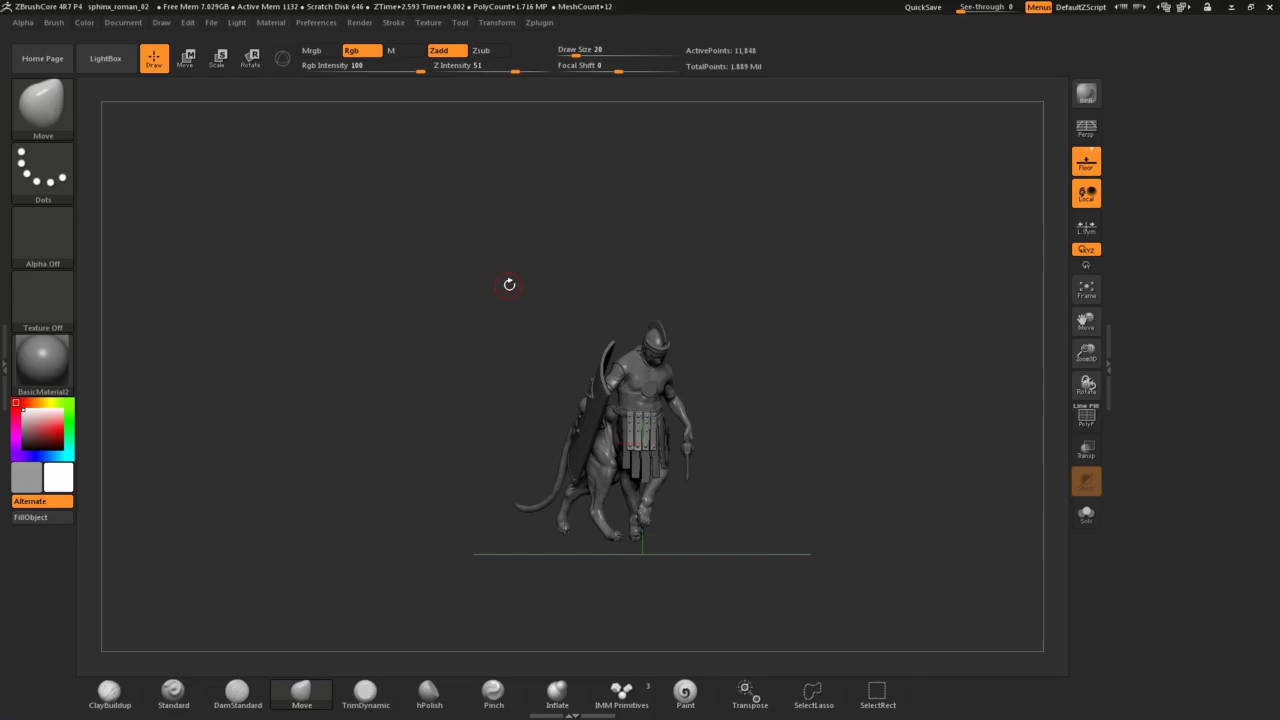 ZBrushCore 4R7 P4 sphinx_roman_02 • Free Mem 7.029GB • Active Mem 1132 • Scratch Disk 646 • ZTime▸2.593 Timer▸0.002 • PolyCount▸1.716 MP • MeshCount▸12 QuickSave See-through 0 Menus DefaultZScript
Alpha Brush Color Document Draw Edit File Light Material Preferences Render Stroke Texture Tool Transform Zplugin
Home Page LightBox Draw Move Scale Rotate
Mrgb Rgb M Zadd Zsub Draw Size 20 ActivePoints: 11,848
Rgb Intensity 100 Z Intensity 51 Focal Shift 0 TotalPoints: 1.889 Mil
Move
Dots
Alpha Off
Texture Off
BasicMaterial2
Alternate
FillObject
BPR
Persp
Floor
Local
L.Sym
XYZ
Frame
Move
Zoom3D
Rotate
Line Fill
PolyF
Transp
Solo
ClayBuildup Standard DamStandard Move TrimDynamic hPolish Pinch Inflate IMM Primitives 3 Paint Transpose SelectLasso SelectRect